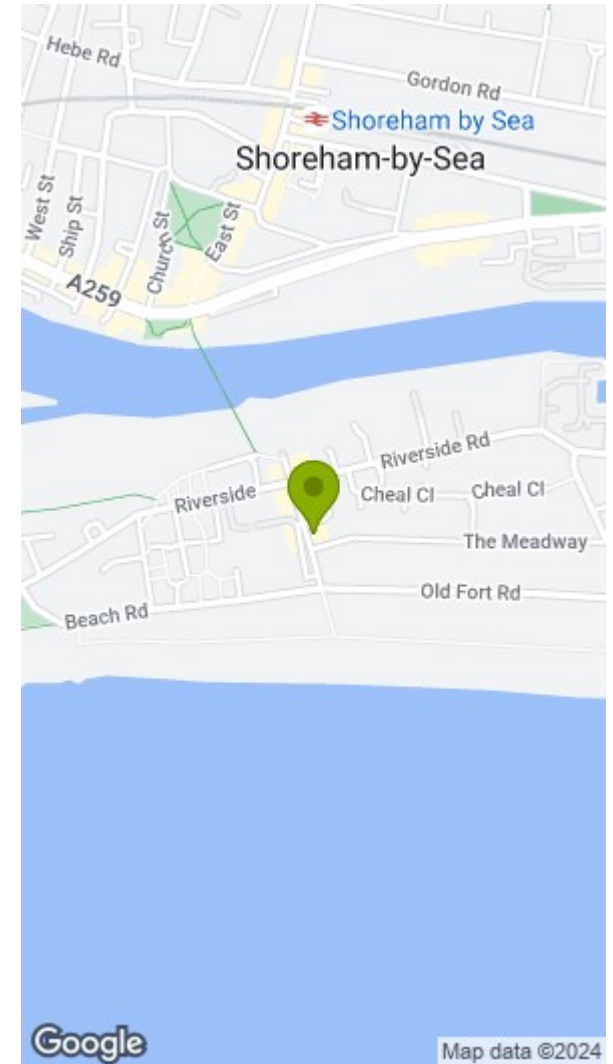 Hebe Rd
Gordon Rd
Shoreham by Sea
Shoreham-by-Sea
West St
Ship St
Church St
East St
A259
Riverside Rd
Riverside
Cheal Cl
Cheal Cl
The Meadway
Old Fort Rd
Beach Rd
Google
Map data ©2024